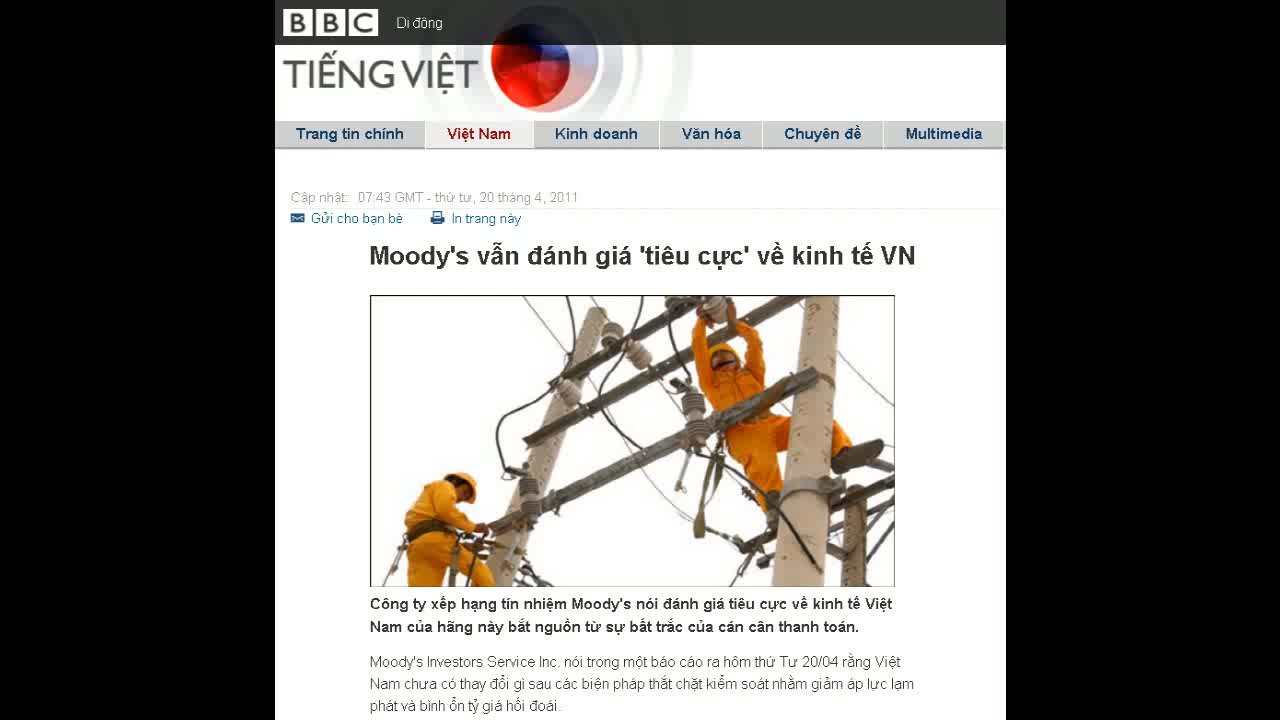 BBC Di động
TIẾNG VIỆT
Trang tin chính Việt Nam Kinh doanh Văn hóa Chuyên đề Multimedia
Cập nhật: 07:43 GMT - thứ tư, 20 tháng 4, 2011
Gửi cho bạn bè In trang này
Moody's vẫn đánh giá 'tiêu cực' về kinh tế VN
Công ty xếp hạng tín nhiệm Moody's nói đánh giá tiêu cực về kinh tế Việt
Nam của hãng này bắt nguồn từ sự bất trắc của cán cân thanh toán.
Moody's Investors Service Inc. nói trong một báo cáo ra hôm thứ Tư 20/04 rằng Việt
Nam chưa có thay đổi gì sau các biện pháp thắt chặt kiểm soát nhằm giảm áp lực lạm
phát và bình ổn tỷ giá hối đoái.